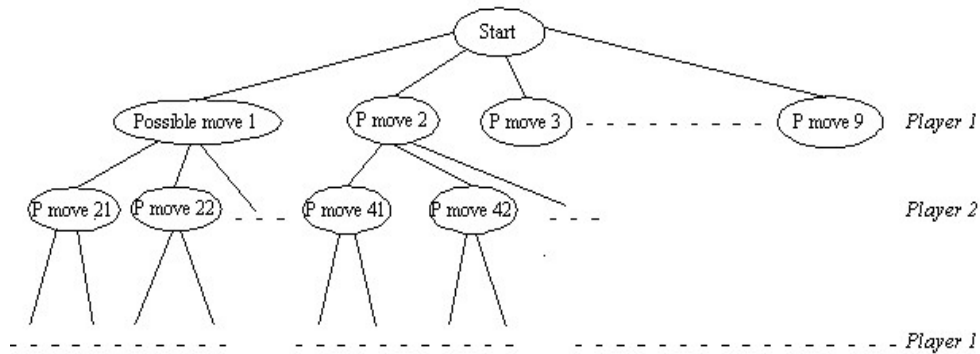 Start
Possible move 1 P move 2 P move 3 P move 9 Player 1
P move 21 P move 22 P move 41 P move 42 Player 2
Player 1